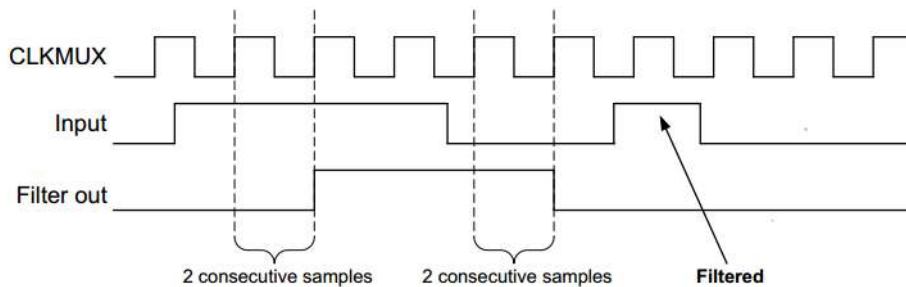 CLKMUX
Input
Filter out
2 consecutive samples
2 consecutive samples
Filtered